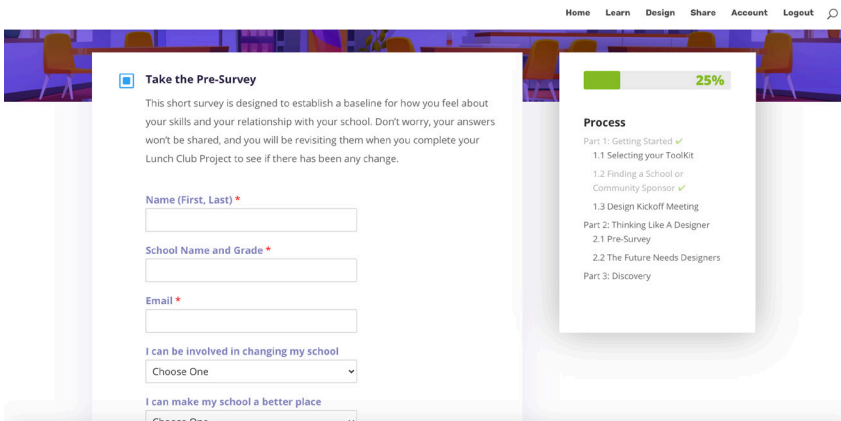 Home Learn Design Share Account Logout
Take the Pre-Survey
This short survey is designed to establish a baseline for how you feel about
your skills and your relationship with your school. Don't worry, your answers
won't be shared, and you will be revisiting them when you complete your
Lunch Club Project to see if there has been any change.
Name (First, Last) *
School Name and Grade *
Email *
I can be involved in changing my school
Choose One
I can make my school a better place
Choose One
25%
Process
Part 1: Getting Started ✔
1.1 Selecting your ToolKit
1.2 Finding a School or
Community Sponsor ✔
1.3 Design Kickoff Meeting
Part 2: Thinking Like A Designer
2.1 Pre-Survey
2.2 The Future Needs Designers
Part 3: Discovery